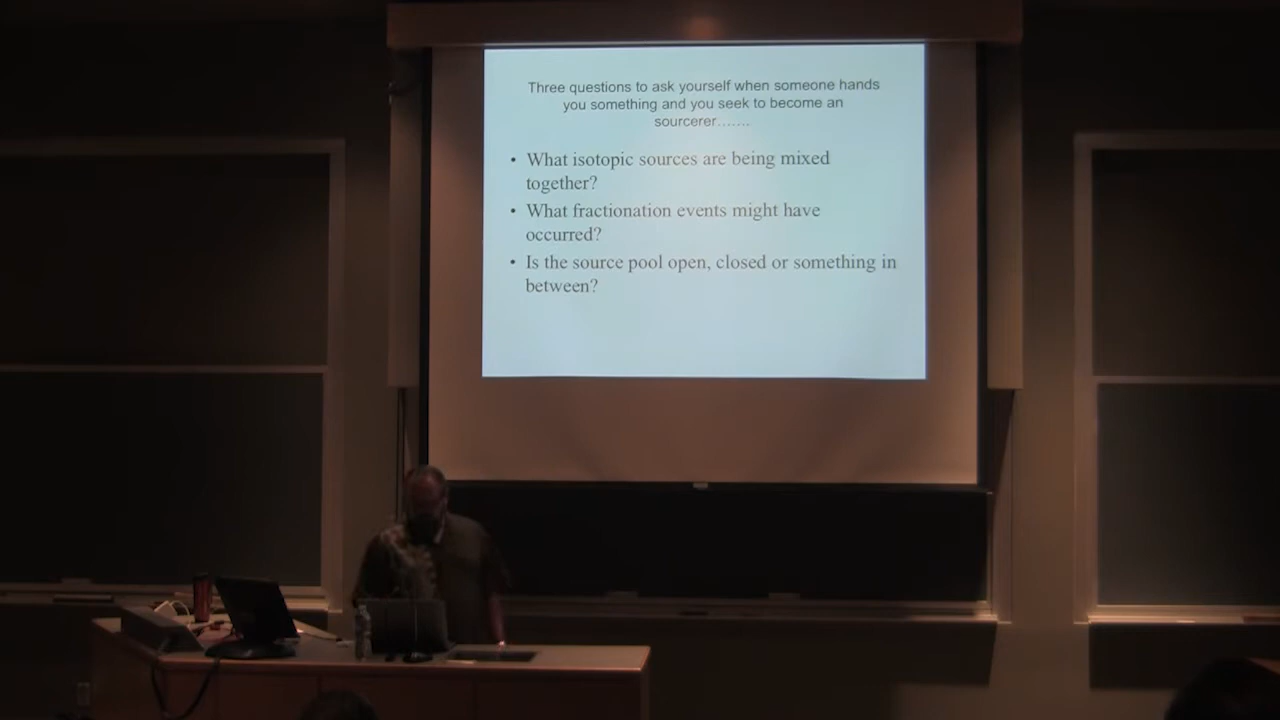 Three questions to ask yourself when someone hands
you something and you seek to become an
sourcerer…….
• What isotopic sources are being mixed
together?
• What fractionation events might have
occurred?
• Is the source pool open, closed or something in
between?